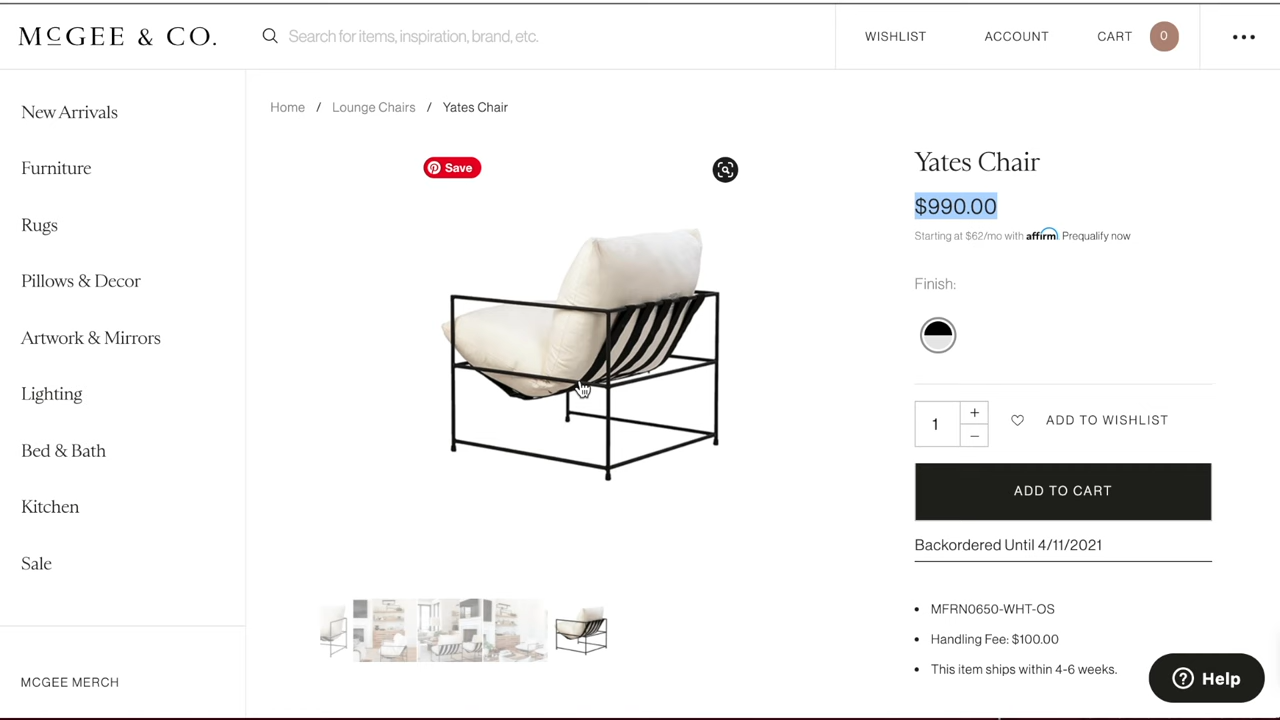 McGEE & CO.
Search for items, inspiration, brand, etc.
WISHLIST
ACCOUNT
CART
0
New Arrivals
Furniture
Rugs
Pillows & Decor
Artwork & Mirrors
Lighting
Bed & Bath
Kitchen
Sale
MCGEE MERCH
Home / Lounge Chairs / Yates Chair
Save
Yates Chair
$990.00
Starting at $62/mo with affirm Prequalify now
Finish:
1
+
−
ADD TO WISHLIST
ADD TO CART
Backordered Until 4/11/2021
• MFRN0650-WHT-OS
• Handling Fee: $100.00
• This item ships within 4-6 weeks.
? Help